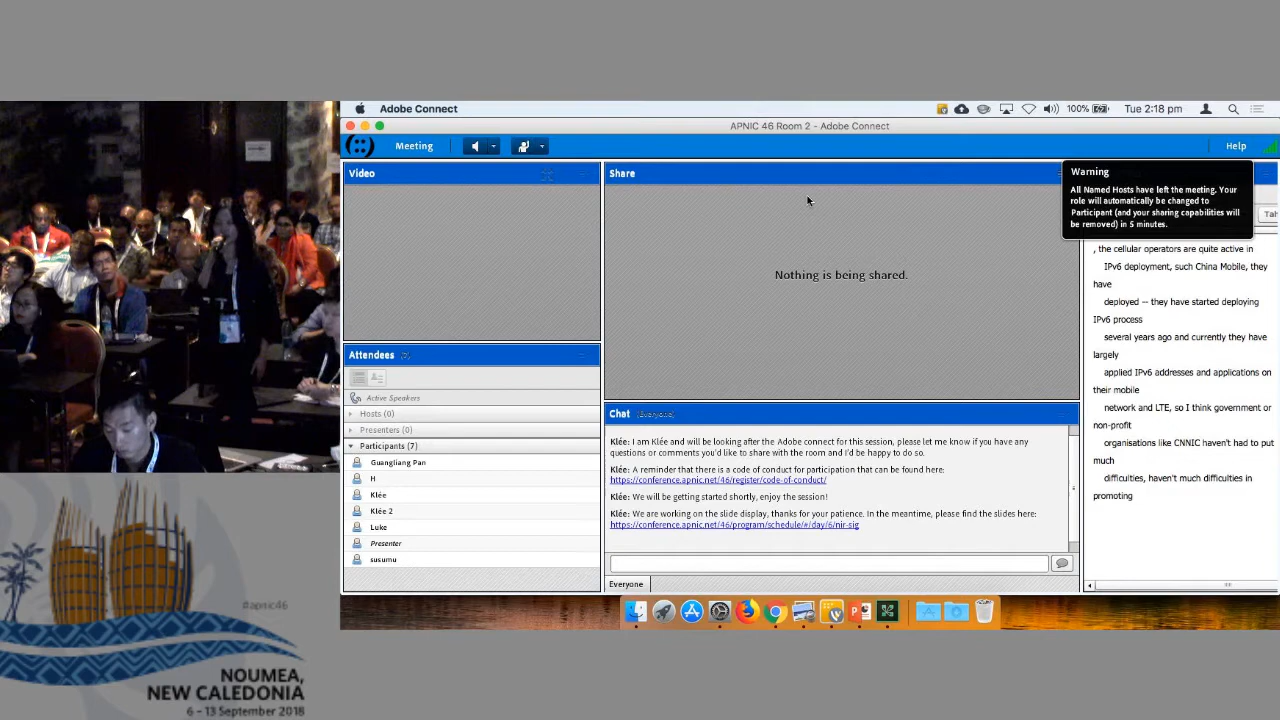 Adobe Connect
100%
Tue 2:18 pm
APNIC 46 Room 2 - Adobe Connect
Meeting
Help
Video
Share
Warning
All Named Hosts have left the meeting. Your
role will automatically be changed to
Participant (and your sharing capabilities will
be removed) in 5 minutes.
Nothing is being shared.
, the cellular operators are quite active in
IPv6 deployment, such China Mobile, they
have
deployed -- they have started deploying
IPv6 process
several years ago and currently they have
largely
applied IPv6 addresses and applications on
their mobile
network and LTE, so I think government or
non-profit
organisations like CNNIC haven't had to put
much
difficulties, haven't much difficulties in
promoting
Attendees (7)
Active Speakers
Hosts (0)
Presenters (0)
Participants (7)
Guangliang Pan
H
Klée
Klée 2
Luke
Presenter
susumu
Chat (Everyone)
Klée: I am Klée and will be looking after the Adobe connect for this session, please let me know if you have any
questions or comments you'd like to share with the room and I'd be happy to do so.
Klée: A reminder that there is a code of conduct for participation that can be found here:
https://conference.apnic.net/46/register/code-of-conduct/
Klée: We will be getting started shortly, enjoy the session!
Klée: We are working on the slide display, thanks for your patience. In the meantime, please find the slides here:
https://conference.apnic.net/46/program/schedule/#/day/6/nir-sig
Everyone
#apnic46
NOUMEA,
NEW CALEDONIA
6 - 13 September 2018